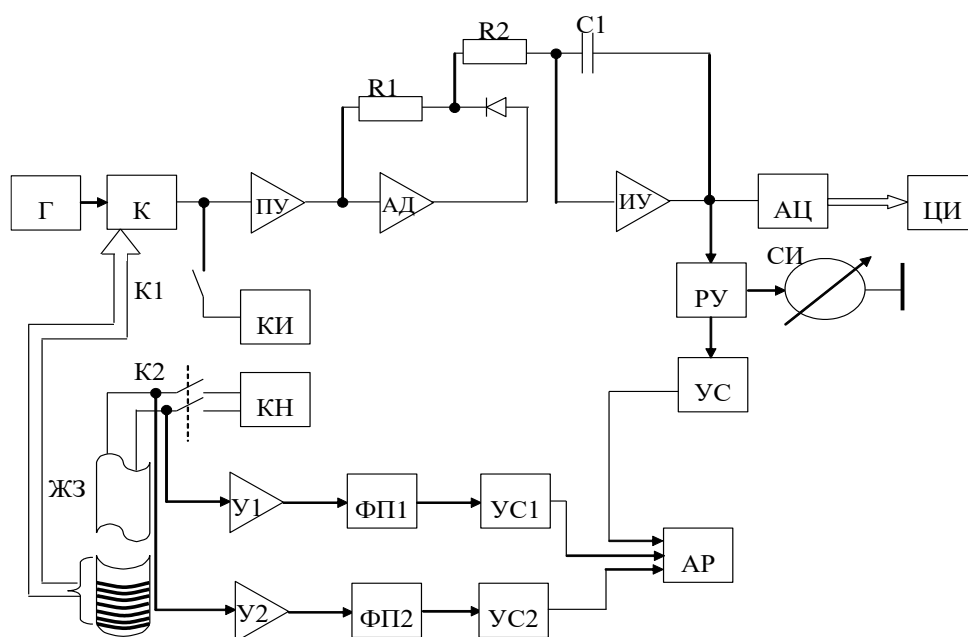 R2
C1
R1
Г
К
ПУ
АД
ИУ
АЦ
ЦИ
СИ
К1
КИ
РУ
К2
КН
УС
ЖЗ
У1
ФП1
УС1
АР
У2
ФП2
УС2